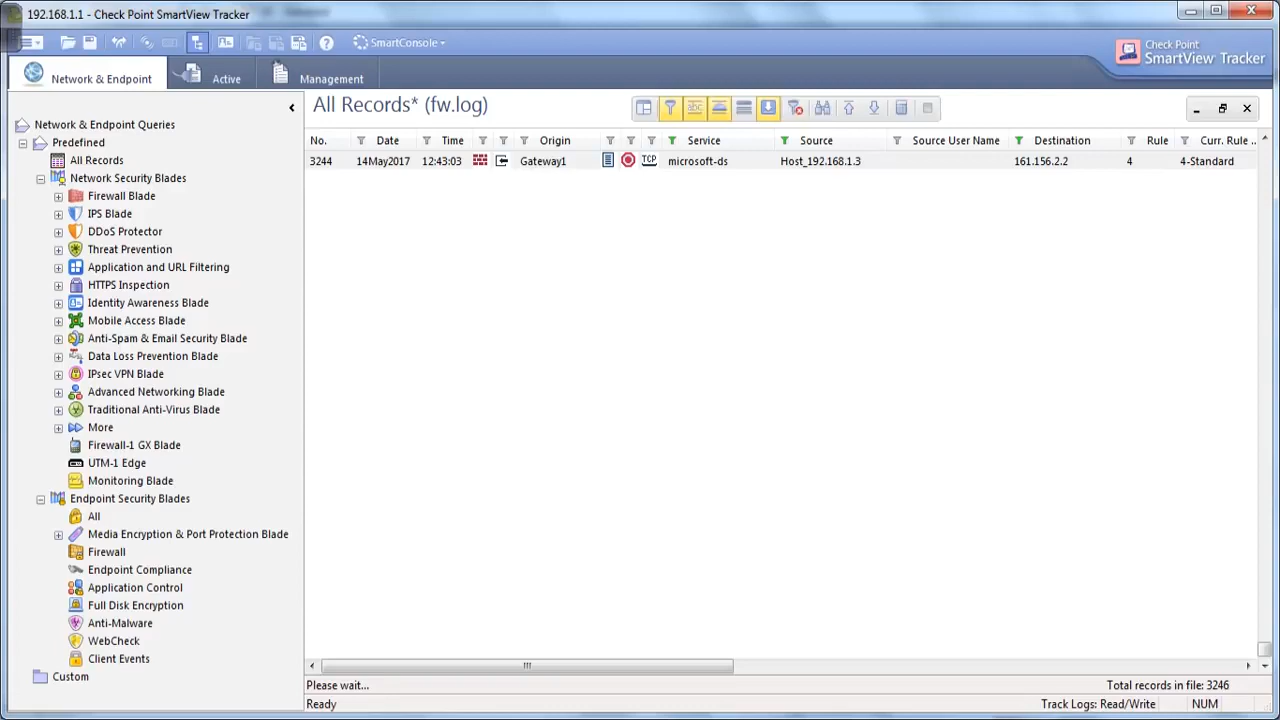 192.168.1.1 - Check Point SmartView Tracker
SmartConsole
Check Point
SmartView Tracker
Network & Endpoint
Active
Management
All Records* (fw.log)
Network & Endpoint Queries
Predefined
All Records
Network Security Blades
Firewall Blade
IPS Blade
DDoS Protector
Threat Prevention
Application and URL Filtering
HTTPS Inspection
Identity Awareness Blade
Mobile Access Blade
Anti-Spam & Email Security Blade
Data Loss Prevention Blade
IPsec VPN Blade
Advanced Networking Blade
Traditional Anti-Virus Blade
More
Firewall-1 GX Blade
UTM-1 Edge
Monitoring Blade
Endpoint Security Blades
All
Media Encryption & Port Protection Blade
Firewall
Endpoint Compliance
Application Control
Full Disk Encryption
Anti-Malware
WebCheck
Client Events
Custom
No. Date Time Origin Service Source Source User Name Destination Rule Curr. Rule ..
3244 14May2017 12:43:03 Gateway1 TCP microsoft-ds Host_192.168.1.3 161.156.2.2 4 4-Standard
Please wait... Total records in file: 3246
Ready Track Logs: Read/Write NUM